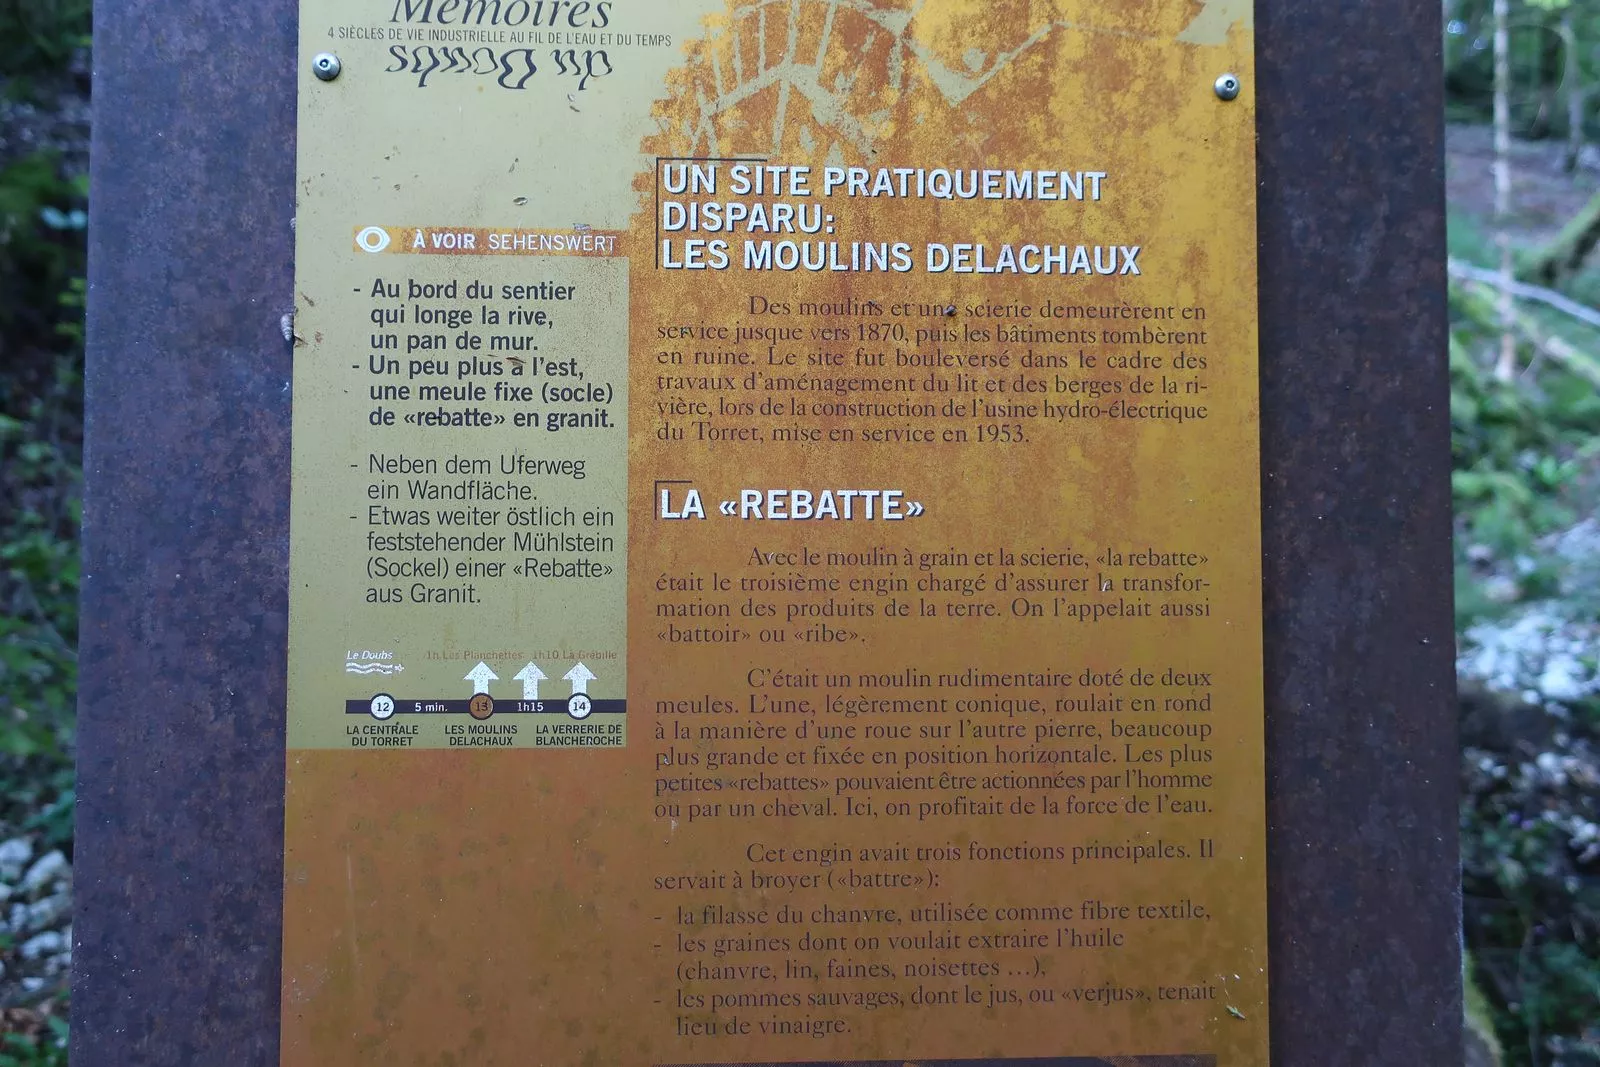 Mémoires
4 SIÈCLES DE VIE INDUSTRIELLE AU FIL DE L'EAU ET DU TEMPS
du Doubs
À VOIR SEHENSWERT
- Au bord du sentier
qui longe la rive,
un pan de mur.
- Un peu plus à l'est,
une meule fixe (socle)
de «rebatte» en granit.
- Neben dem Uferweg
ein Wandfläche.
- Etwas weiter östlich ein
feststehender Mühlstein
(Sockel) einer «Rebatte»
aus Granit.
Le Doubs
1h Les Planchettes 1h10 La Grébille
12 5 min. 13 1h15 14
LA CENTRALE
DU TORRET
LES MOULINS
DELACHAUX
LA VERRERIE DE
BLANCHEROCHE
UN SITE PRATIQUEMENT
DISPARU:
LES MOULINS DELACHAUX
Des moulins et une scierie demeurèrent en
service jusque vers 1870, puis les bâtiments tombèrent
en ruine. Le site fut bouleversé dans le cadre des
travaux d'aménagement du lit et des berges de la ri-
vière, lors de la construction de l'usine hydro-électrique
du Torret, mise en service en 1953.
LA «REBATTE»
Avec le moulin à grain et la scierie, «la rebatte»
était le troisième engin chargé d'assurer la transfor-
mation des produits de la terre. On l'appelait aussi
«battoir» ou «ribe».
C'était un moulin rudimentaire doté de deux
meules. L'une, légèrement conique, roulait en rond
à la manière d'une roue sur l'autre pierre, beaucoup
plus grande et fixée en position horizontale. Les plus
petites «rebattes» pouvaient être actionnées par l'homme
ou par un cheval. Ici, on profitait de la force de l'eau.
Cet engin avait trois fonctions principales. Il
servait à broyer («battre»):
- la filasse du chanvre, utilisée comme fibre textile,
- les graines dont on voulait extraire l'huile
(chanvre, lin, faines, noisettes ...),
- les pommes sauvages, dont le jus, ou «verjus», tenait
lieu de vinaigre.